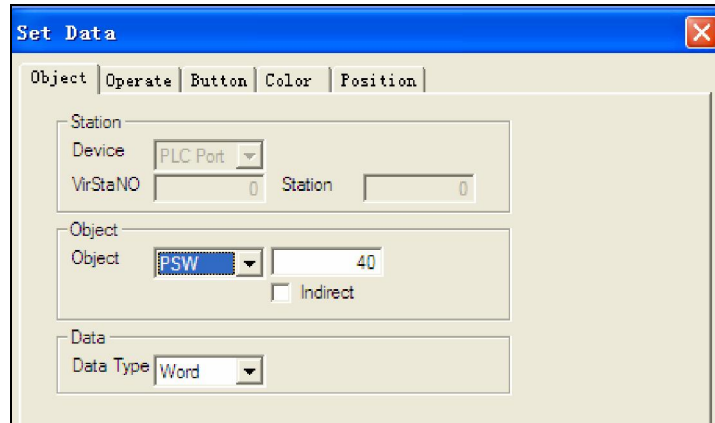 Set Data
Object Operate Button Color Position
Station
Device PLC Port
VirStaNO 0 Station 0
Object
Object PSW 40
Indirect
Data
Data Type Word